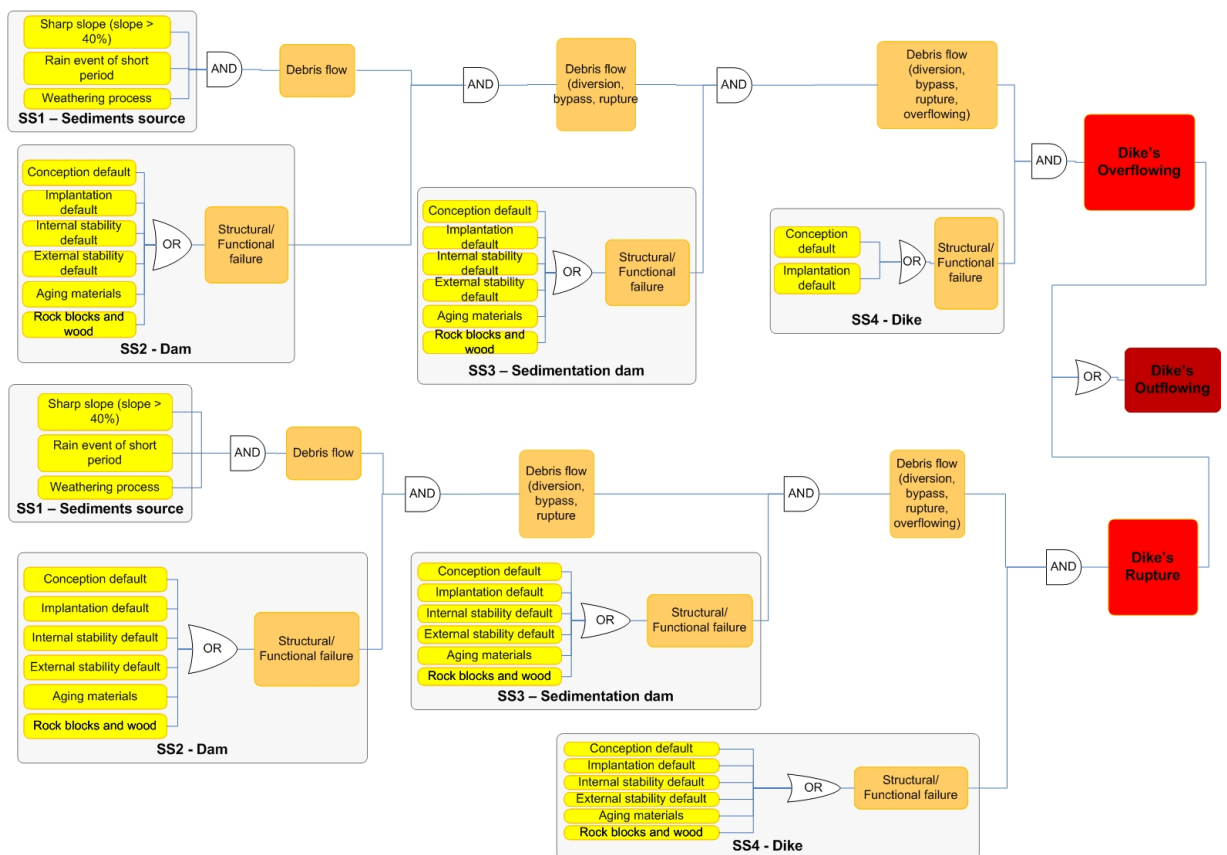 Sharp slope (slope >
40%)
Rain event of short
period
Weathering process
SS1 – Sediments source
AND
Debris flow
AND
Debris flow
(diversion,
bypass, rupture
AND
Debris flow
(diversion,
bypass,
rupture,
overflowing)
AND
Dike's
Overflowing
Conception default
Implantation
default
Internal stability
default
External stability
default
Aging materials
Rock blocks and
wood
OR
Structural/
Functional
failure
SS2 - Dam
Conception default
Implantation
default
Internal stability
default
External stability
default
Aging materials
Rock blocks and
wood
OR
Structural/
Functional
failure
SS3 – Sedimentation dam
Conception
default
Implantation
default
OR
Structural/
Functional
failure
SS4 - Dike
OR
Dike's
Outflowing
Sharp slope (slope >
40%)
Rain event of short
period
Weathering process
SS1 – Sediments source
AND
Debris flow
AND
Debris flow
(diversion,
bypass,
rupture
AND
Debris flow
(diversion,
bypass,
rupture,
overflowing)
AND
Dike's
Rupture
Conception default
Implantation default
Internal stability default
External stability default
Aging materials
Rock blocks and wood
OR
Structural/
Functional failure
SS2 - Dam
Conception default
Implantation default
Internal stability default
External stability default
Aging materials
Rock blocks and wood
OR
Structural/
Functional failure
SS3 – Sedimentation dam
Conception default
Implantation default
Internal stability default
External stability default
Aging materials
Rock blocks and wood
OR
Structural/
Functional failure
SS4 - Dike